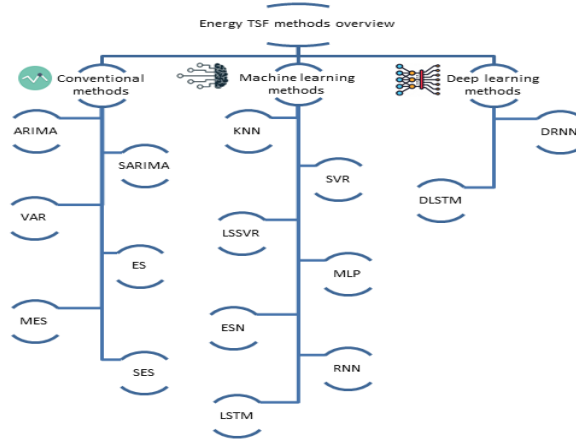 Energy TSF methods overview
Conventional
methods
Machine learning
methods
Deep learning
methods
ARIMA
KNN
DRNN
SARIMA
SVR
DLSTM
VAR
LSSVR
ES
MLP
MES
ESN
SES
RNN
LSTM